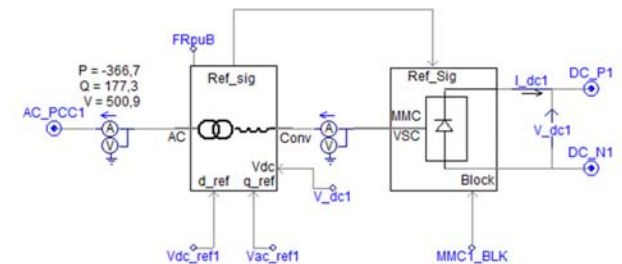 FRpuB
P = -366,7
Q = 177,3
V = 500,9
Ref_sig
Ref_Sig
I_dc1
DC_P1
AC_PCC1
A
V
AC
Conv
A
V
MMC
VSC
V_dc1
Vdc
d_ref q_ref
V_dc1
Block
DC_N1
Vdc_ref1
Vac_ref1
MMC1_BLK